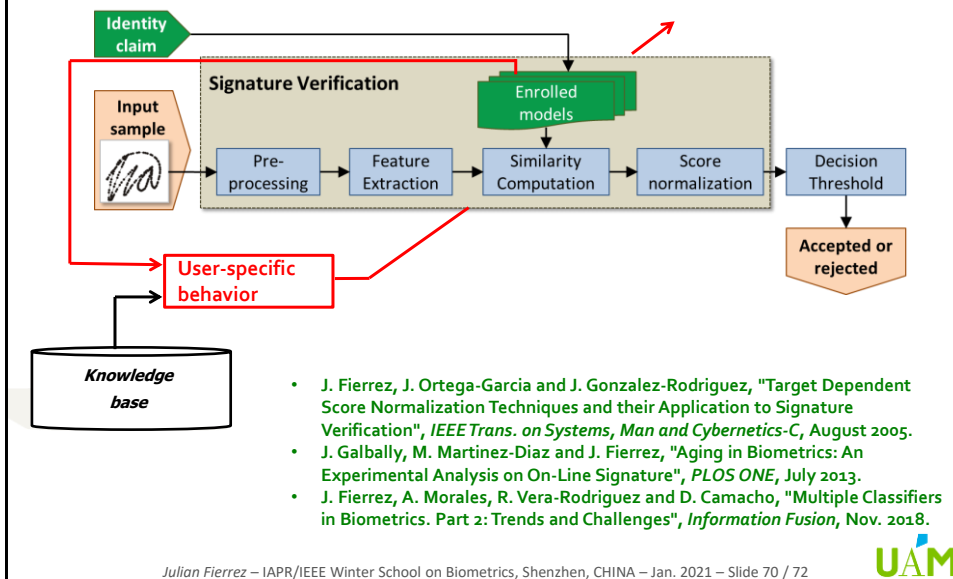 Identity
claim
Signature Verification
Enrolled
models
Input
sample
Pre-
processing
Feature
Extraction
Similarity
Computation
Score
normalization
Decision
Threshold
Accepted or
rejected
User-specific
behavior
Knowledge
base
• J. Fierrez, J. Ortega-Garcia and J. Gonzalez-Rodriguez, "Target Dependent
Score Normalization Techniques and their Application to Signature
Verification", IEEE Trans. on Systems, Man and Cybernetics-C, August 2005.
• J. Galbally, M. Martinez-Diaz and J. Fierrez, "Aging in Biometrics: An
Experimental Analysis on On-Line Signature", PLOS ONE, July 2013.
• J. Fierrez, A. Morales, R. Vera-Rodriguez and D. Camacho, "Multiple Classifiers
in Biometrics. Part 2: Trends and Challenges", Information Fusion, Nov. 2018.
Julian Fierrez – IAPR/IEEE Winter School on Biometrics, Shenzhen, CHINA – Jan. 2021 – Slide 70 / 72
UAM